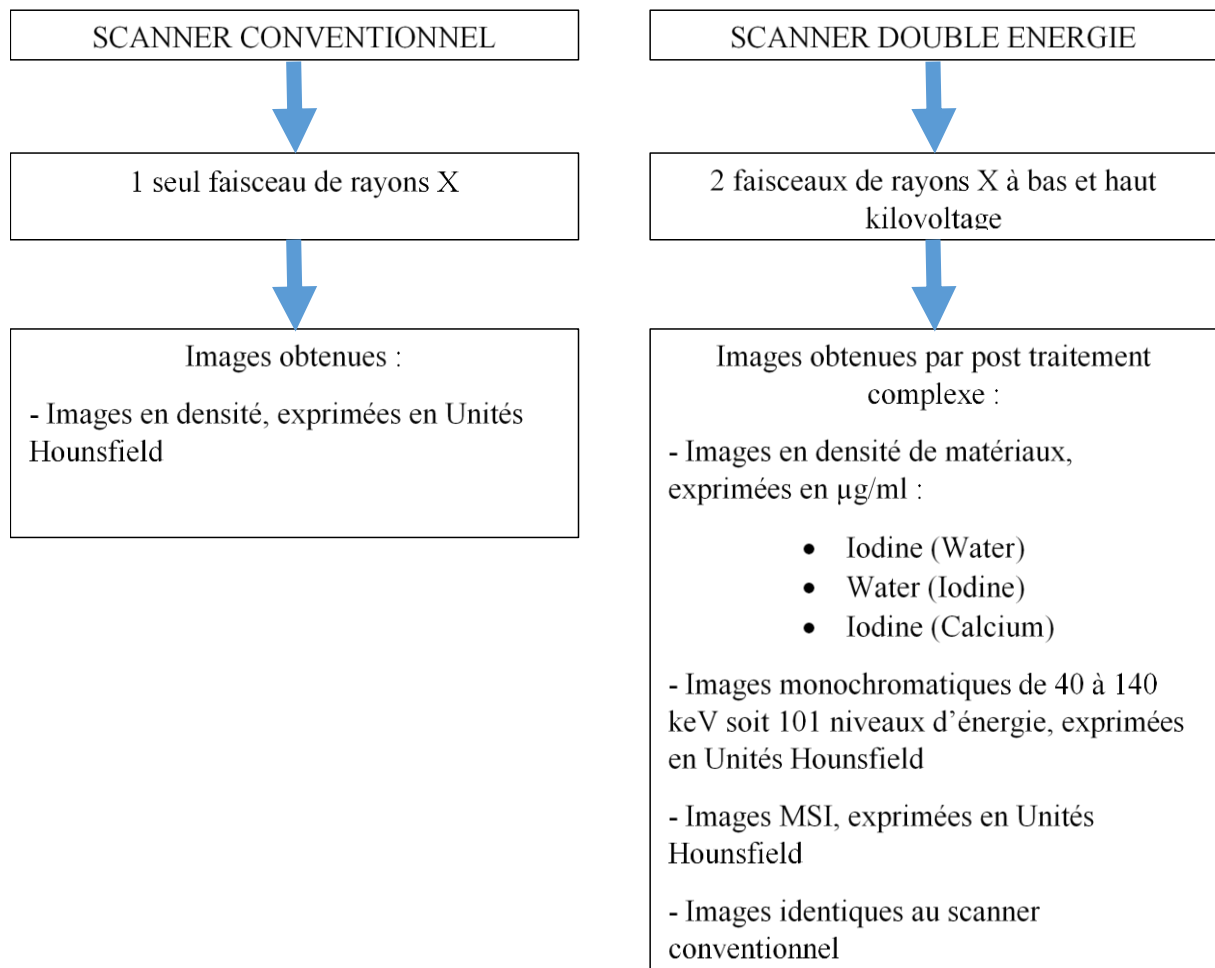 SCANNER CONVENTIONNEL
1 seul faisceau de rayons X
Images obtenues :
- Images en densité, exprimées en Unités
Hounsfield
SCANNER DOUBLE ENERGIE
2 faisceaux de rayons X à bas et haut
kilovoltage
Images obtenues par post traitement
complexe :
- Images en densité de matériaux,
exprimées en µg/ml :
• Iodine (Water)
• Water (Iodine)
• Iodine (Calcium)
- Images monochromatiques de 40 à 140
keV soit 101 niveaux d’énergie, exprimées
en Unités Hounsfield
- Images MSI, exprimées en Unités
Hounsfield
- Images identiques au scanner
conventionnel